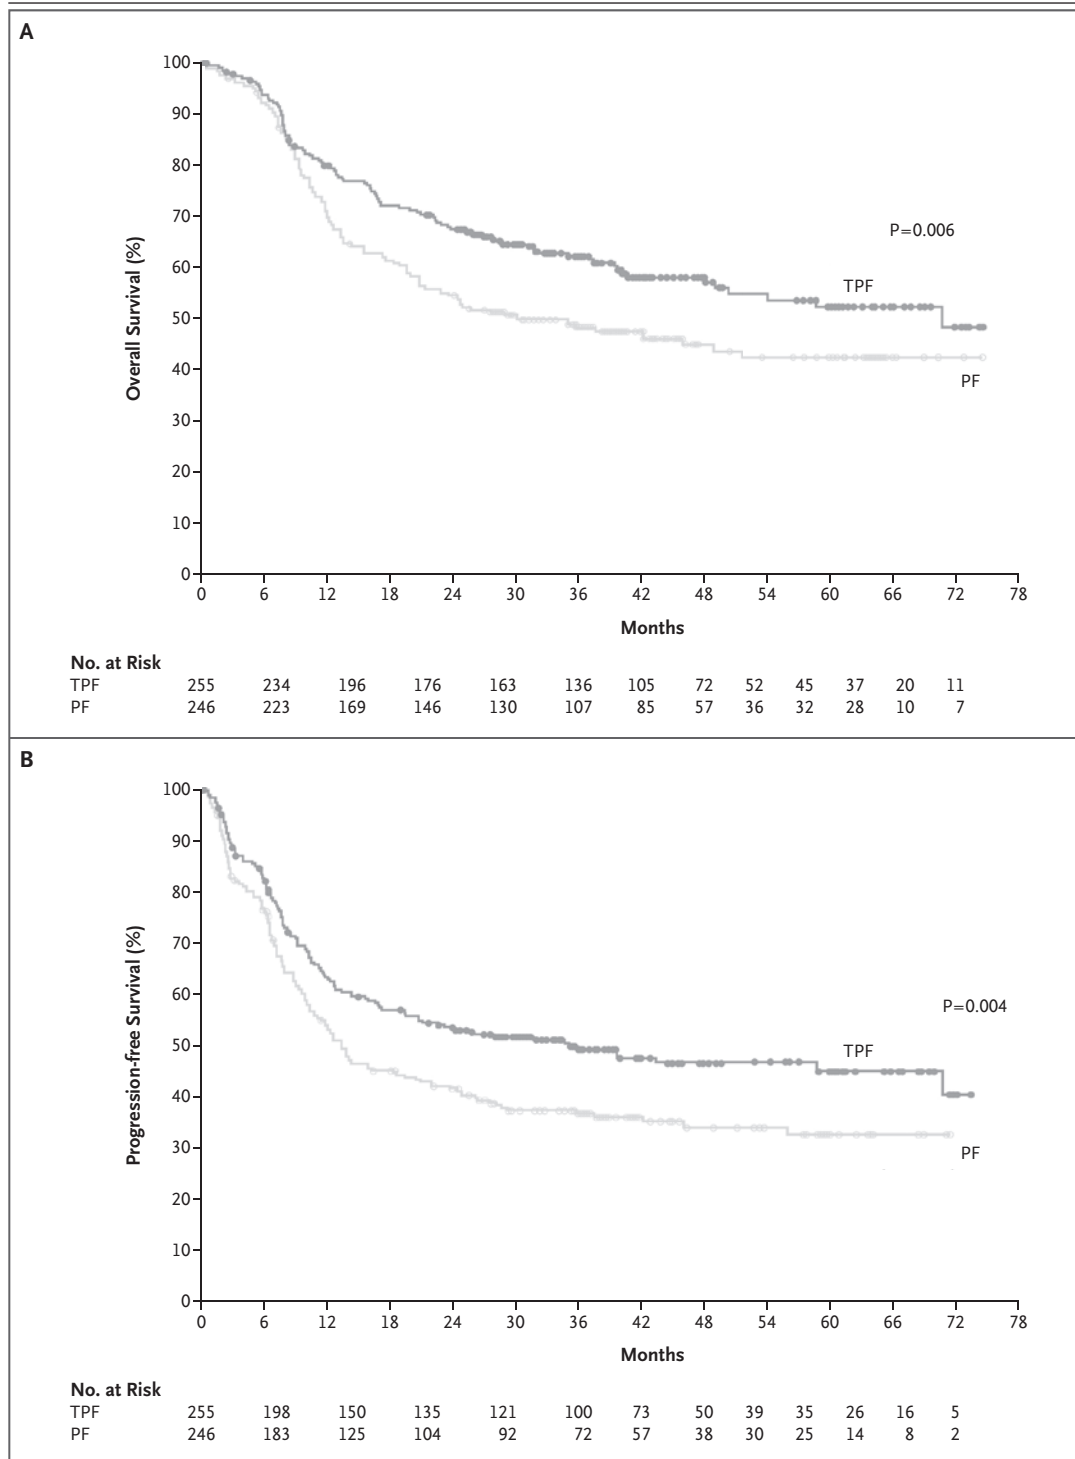 A
100
90
80
70
60
50
40
30
20
10
0
Overall Survival (%)
P=0.006
TPF
PF
0 6 12 18 24 30 36 42 48 54 60 66 72 78
Months
No. at Risk
TPF 255 234 196 176 163 136 105 72 52 45 37 20 11
PF 246 223 169 146 130 107 85 57 36 32 28 10 7
B
100
90
80
70
60
50
40
30
20
10
0
Progression-free Survival (%)
P=0.004
TPF
PF
0 6 12 18 24 30 36 42 48 54 60 66 72 78
Months
No. at Risk
TPF 255 198 150 135 121 100 73 50 39 35 26 16 5
PF 246 183 125 104 92 72 57 38 30 25 14 8 2